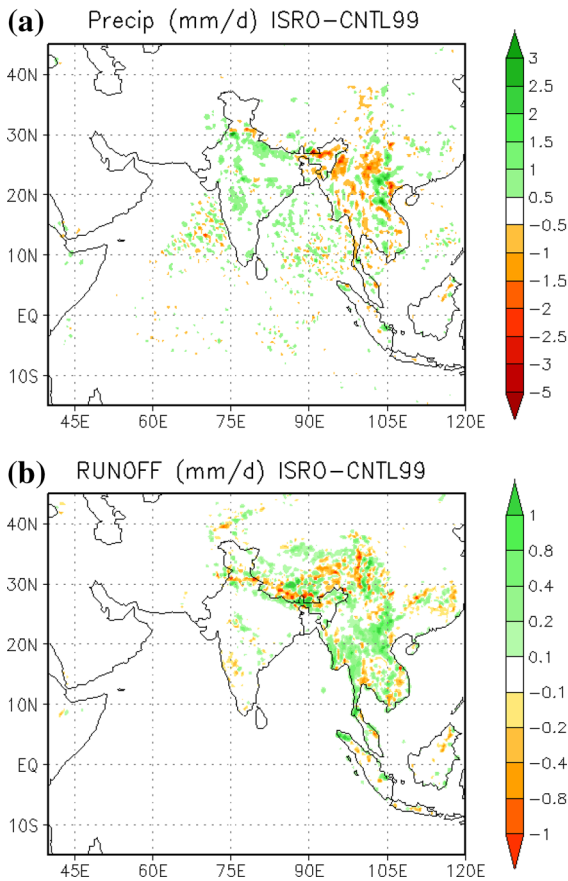 (a) Precip (mm/d) ISRO-CNTL99
40N
30N
20N
10N
EQ
10S
45E 60E 75E 90E 105E 120E
3
2.5
2
1.5
1
0.5
-0.5
-1
-1.5
-2
-2.5
-3
-5
(b) RUNOFF (mm/d) ISRO-CNTL99
40N
30N
20N
10N
EQ
10S
45E 60E 75E 90E 105E 120E
1
0.8
0.4
0.2
0.1
-0.1
-0.2
-0.4
-0.8
-1